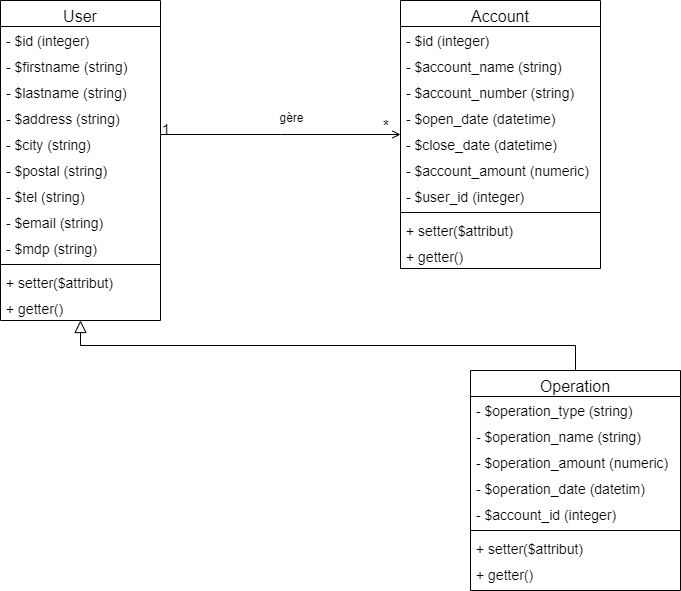 User
- $id (integer)
- $firstname (string)
- $lastname (string)
- $address (string)
- $city (string)
- $postal (string)
- $tel (string)
- $email (string)
- $mdp (string)
+ setter($attribut)
+ getter()
1
gère
*
Account
- $id (integer)
- $account_name (string)
- $account_number (string)
- $open_date (datetime)
- $close_date (datetime)
- $account_amount (numeric)
- $user_id (integer)
+ setter($attribut)
+ getter()
Operation
- $operation_type (string)
- $operation_name (string)
- $operation_amount (numeric)
- $operation_date (datetim)
- $account_id (integer)
+ setter($attribut)
+ getter()